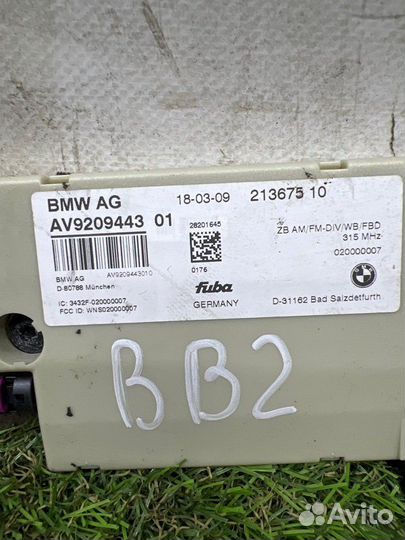 BMW AG
18-03-09
213675 10
AV9209443 01
28201645
ZB AM/FM-DIV/WB/FBD
315 MHz
020000007
BMW AG
AV9209443010
D-80788 München
0176
IC: 3432F-020000007
FCC ID: WNS020000007
fuba
GERMANY
D-31162 Bad Salzdetfurth
BMW
BB2
Avito